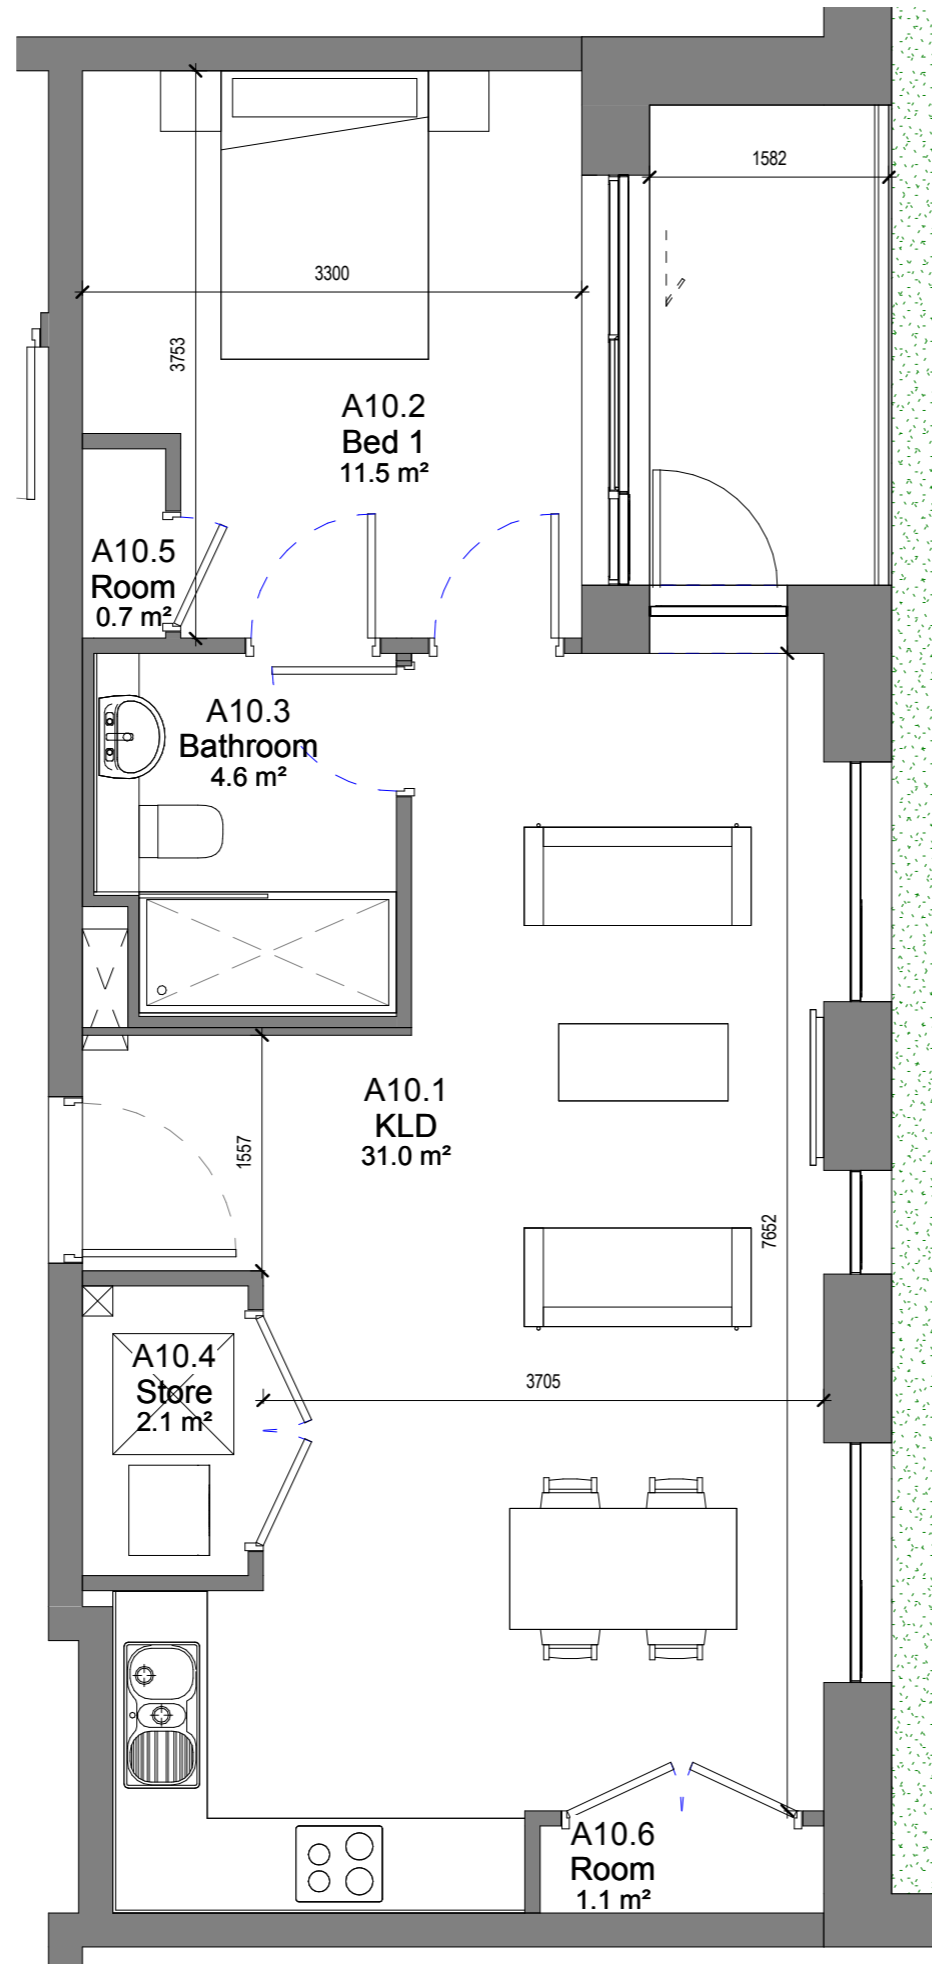 1582
3300
3753
A10.2
Bed 1
11.5 m²
A10.5
Room
0.7 m²
A10.3
Bathroom
4.6 m²
A10.1
KLD
31.0 m²
1557
7652
A10.4
Store
2.1 m²
3705
A10.6
Room
1.1 m²